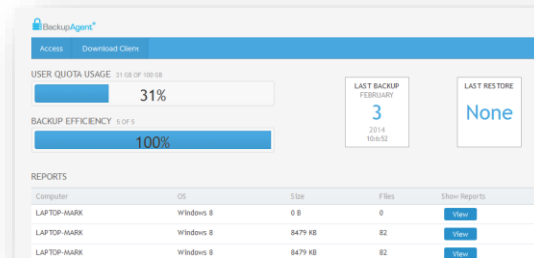 BackupAgent
Access Download Client
USER QUOTA USAGE 31 GB OF 100 GB
31%
BACKUP EFFICIENCY 5 OF 5
100%
LAST BACKUP
FEBRUARY
3
2014
10:6:52
LAST RESTORE
None
REPORTS
Computer OS Size Files Show Reports
LAPTOP-MARK Windows 8 0 B 0 View
LAPTOP-MARK Windows 8 8479 KB 82 View
LAPTOP-MARK Windows 8 8479 KB 82 View